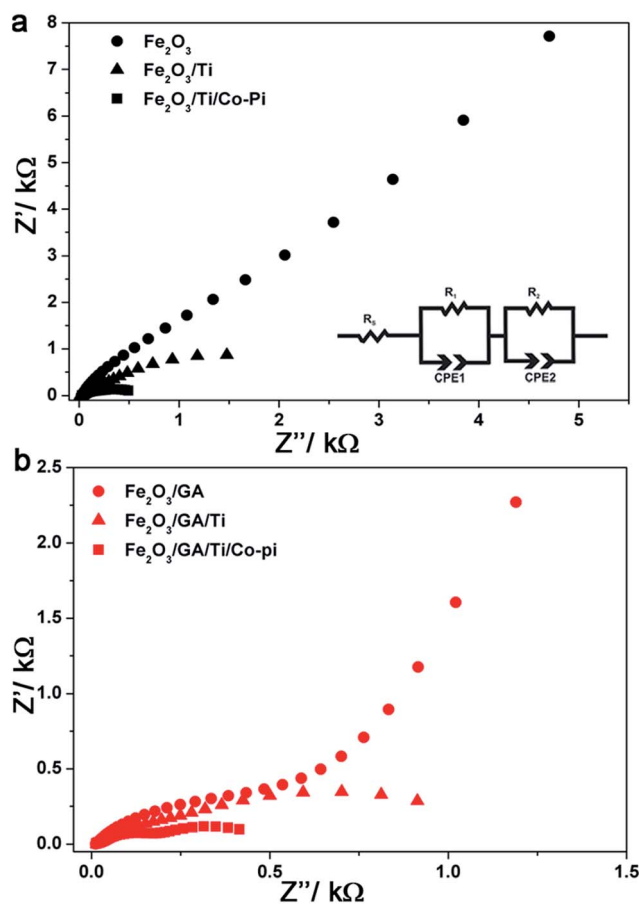 a
Fe₂O₃
Fe₂O₃/Ti
Fe₂O₃/Ti/Co-Pi
Z'/ kΩ
8
7
6
5
4
3
2
1
0
R₁
R₂
Rₛ
CPE1
CPE2
0 1 2 3 4 5
Z''/ kΩ
b
Fe₂O₃/GA
Fe₂O₃/GA/Ti
Fe₂O₃/GA/Ti/Co-pi
Z'/ kΩ
2.5
2.0
1.5
1.0
0.5
0.0
0.0 0.5 1.0 1.5
Z''/ kΩ